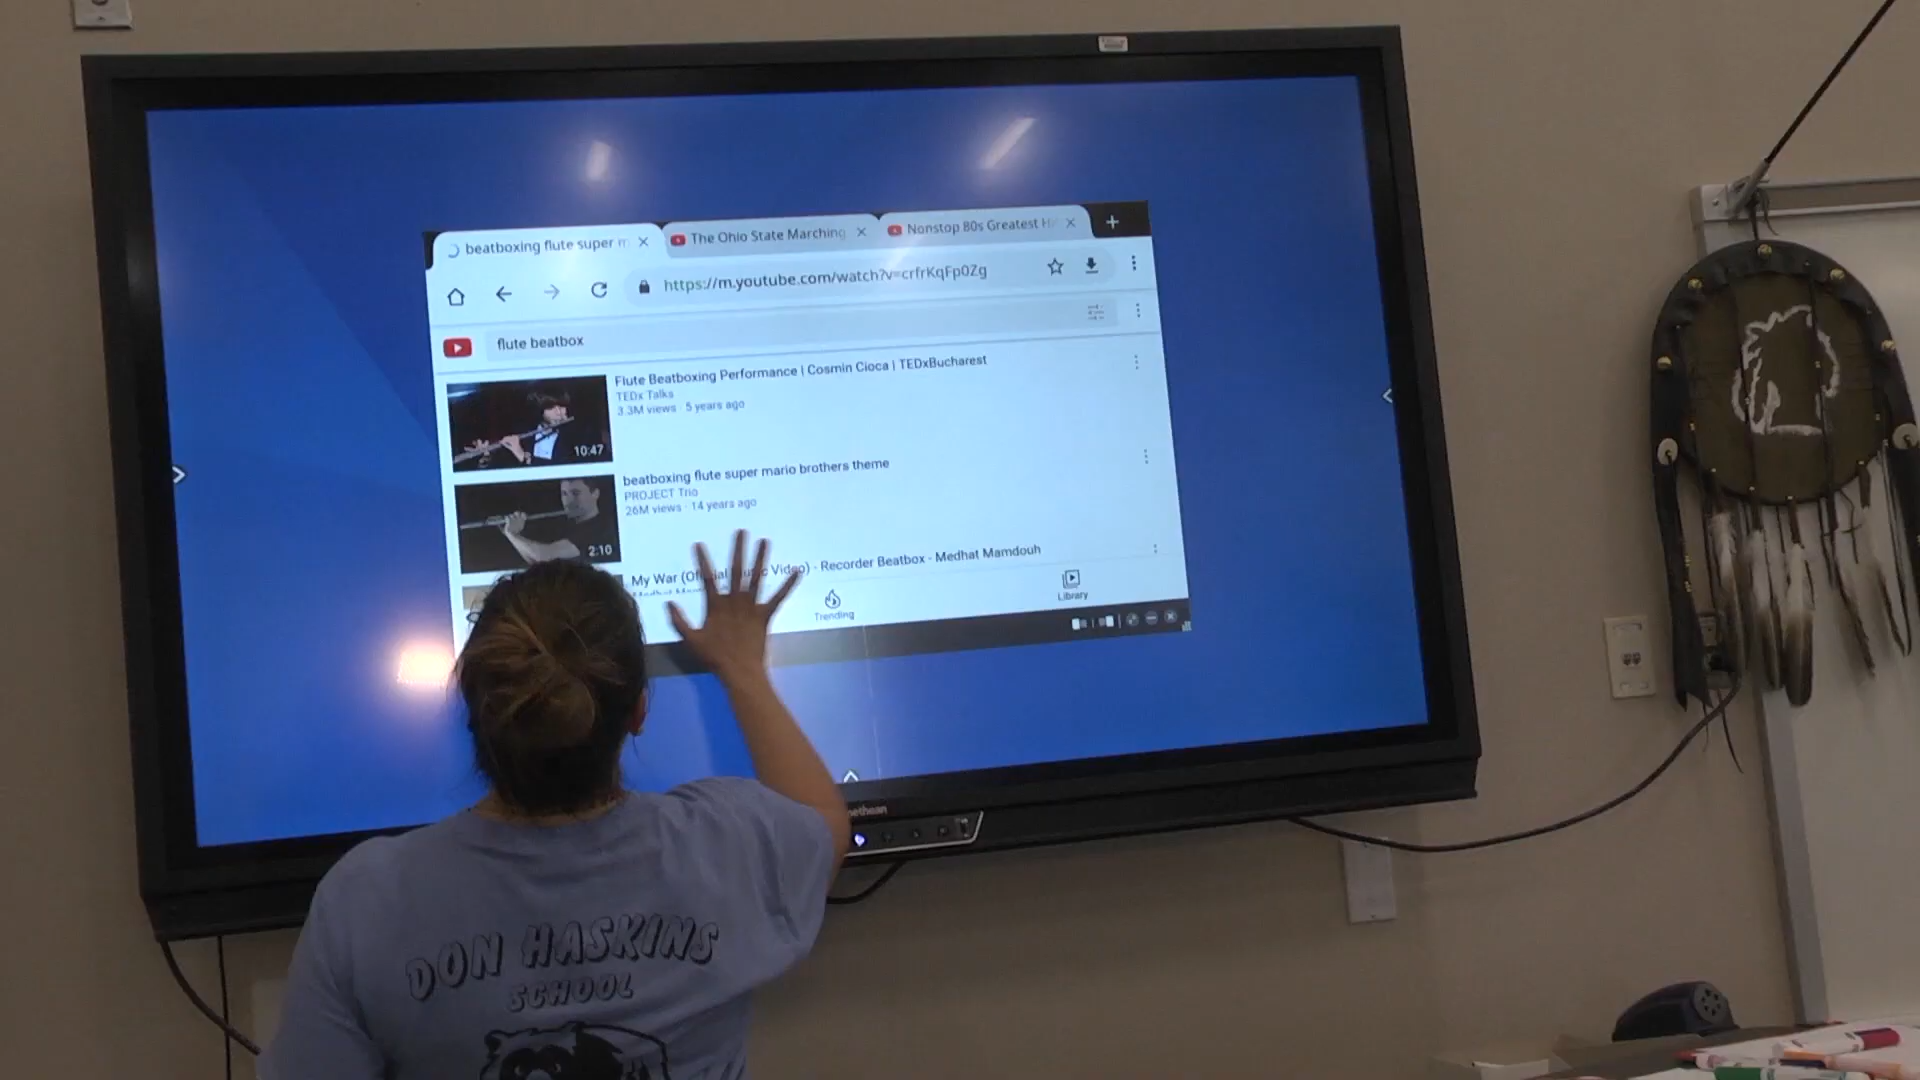 beatboxing flute super m
The Ohio State Marching
Nonstop 80s Greatest Hi
https://m.youtube.com/watch?v=crfrKqFp0Zg
flute beatbox
Flute Beatboxing Performance | Cosmin Cioca | TEDxBucharest
TEDx Talks
3.3M views · 5 years ago
10:47
beatboxing flute super mario brothers theme
PROJECT Trio
26M views · 14 years ago
2:10
My War (Official Music Video) - Recorder Beatbox - Medhat Mamdouh
Trending
Library
DON HASKINS
SCHOOL